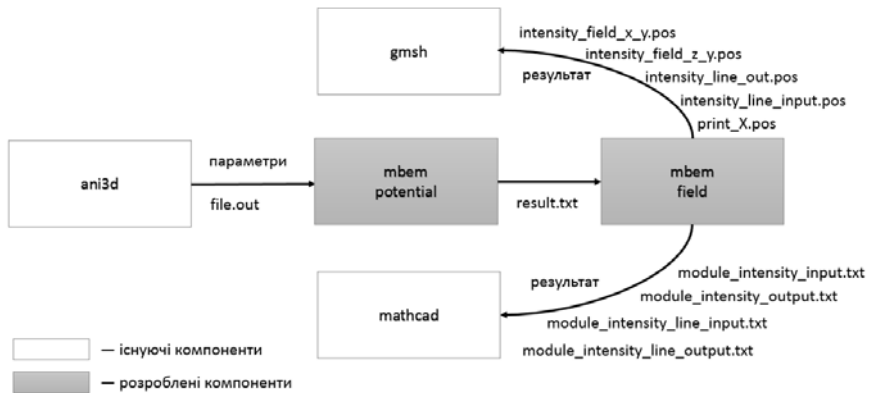 intensity_field_x_y.pos
gmsh
intensity_field_z_y.pos
результат
intensity_line_out.pos
intensity_line_input.pos
print_X.pos
ani3d
параметри
file.out
mbem
potential
result.txt
mbem
field
mathcad
результат
module_intensity_input.txt
module_intensity_output.txt
module_intensity_line_input.txt
module_intensity_line_output.txt
— існуючі компоненти
— розроблені компоненти